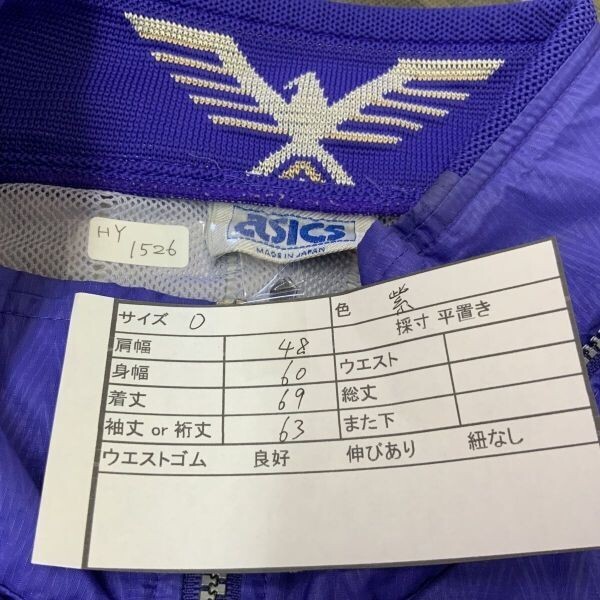 asics
MADE IN JAPAN
HY
1526
サイズ O 色 紫
肩幅 48 採寸 平置き
身幅 60 ウエスト
着丈 69 総丈
袖丈 or 裄丈 63 また下
ウエストゴム 良好 伸びあり 紐なし